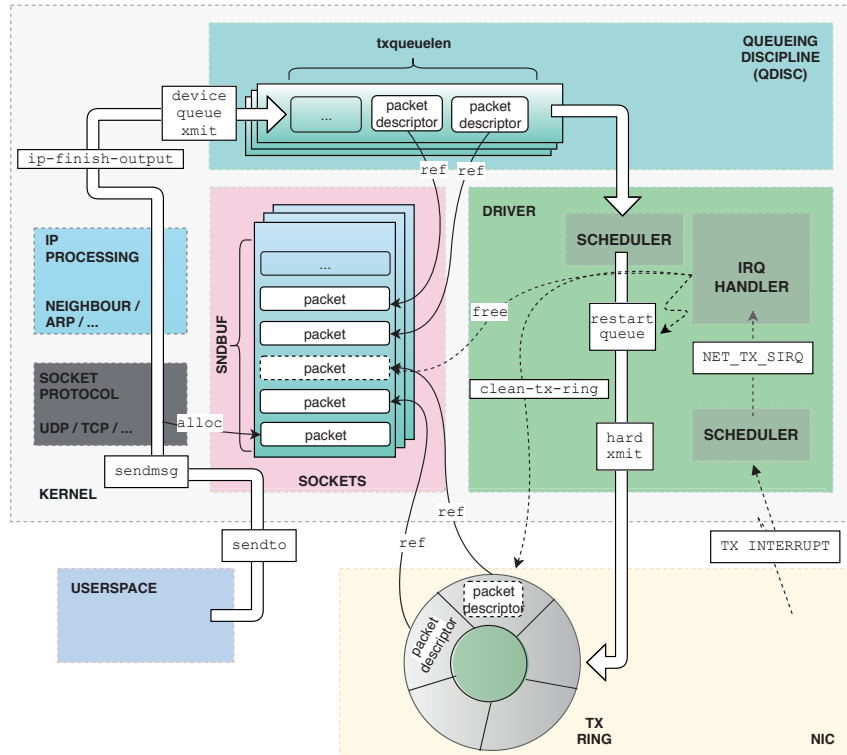 txqueuelen
QUEUEING
DISCIPLINE
(QDISC)
device
queue
xmit
...
packet
descriptor
packet
descriptor
ip-finish-output
ref
ref
DRIVER
SCHEDULER
IRQ
HANDLER
IP
PROCESSING
NEIGHBOUR /
ARP / ...
...
packet
packet
packet
packet
packet
SNDBUF
free
restart
queue
NET_TX_SIRQ
clean-tx-ring
SOCKET
PROTOCOL
UDP / TCP / ...
alloc
hard
xmit
SCHEDULER
sendmsg
KERNEL
SOCKETS
ref
ref
sendto
TX INTERRUPT
USERSPACE
packet
descriptor
packet
descriptor
TX
RING
NIC